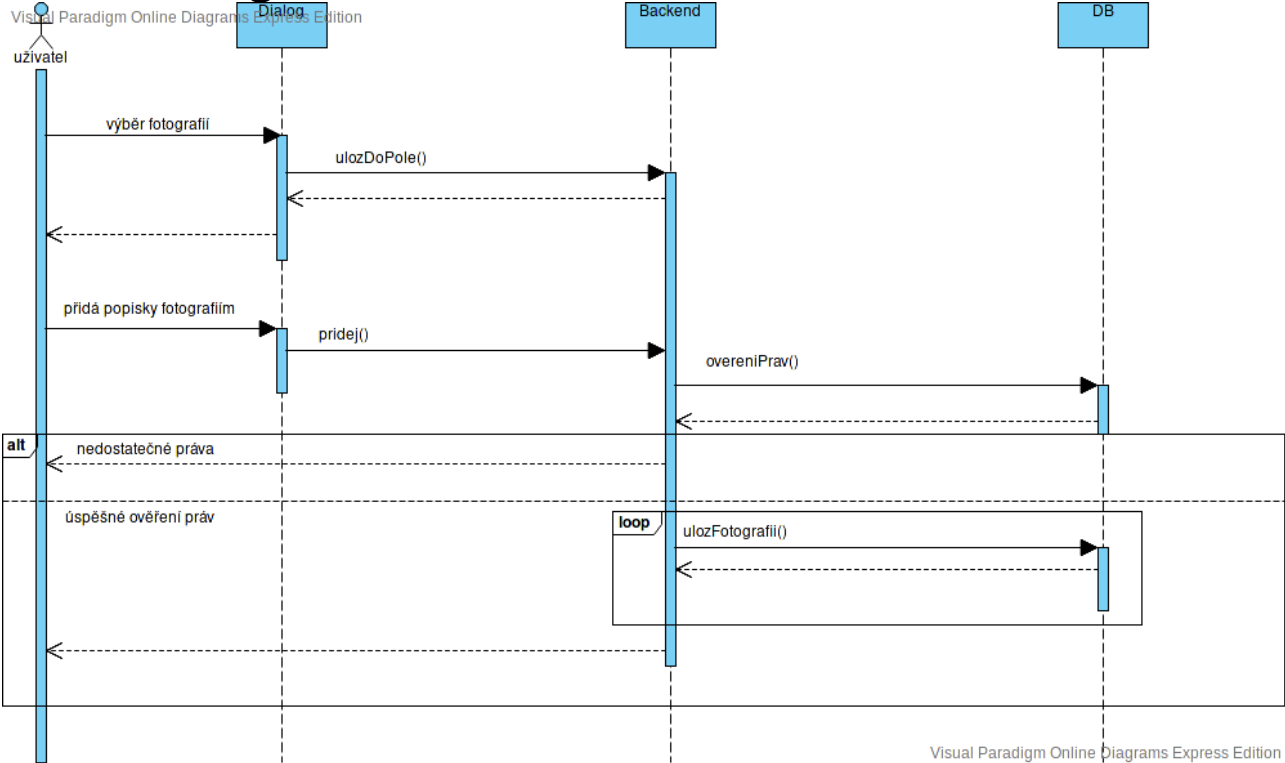 Visual Paradigm Online Diagrams Express Edition
Dialog
Backend
DB
uživatel
výběr fotografií
ulozDoPole()
přidá popisky fotografiím
pridej()
overeniPrav()
alt
nedostatečné práva
úspěšné ověření práv
loop
ulozFotografii()
Visual Paradigm Online Diagrams Express Edition